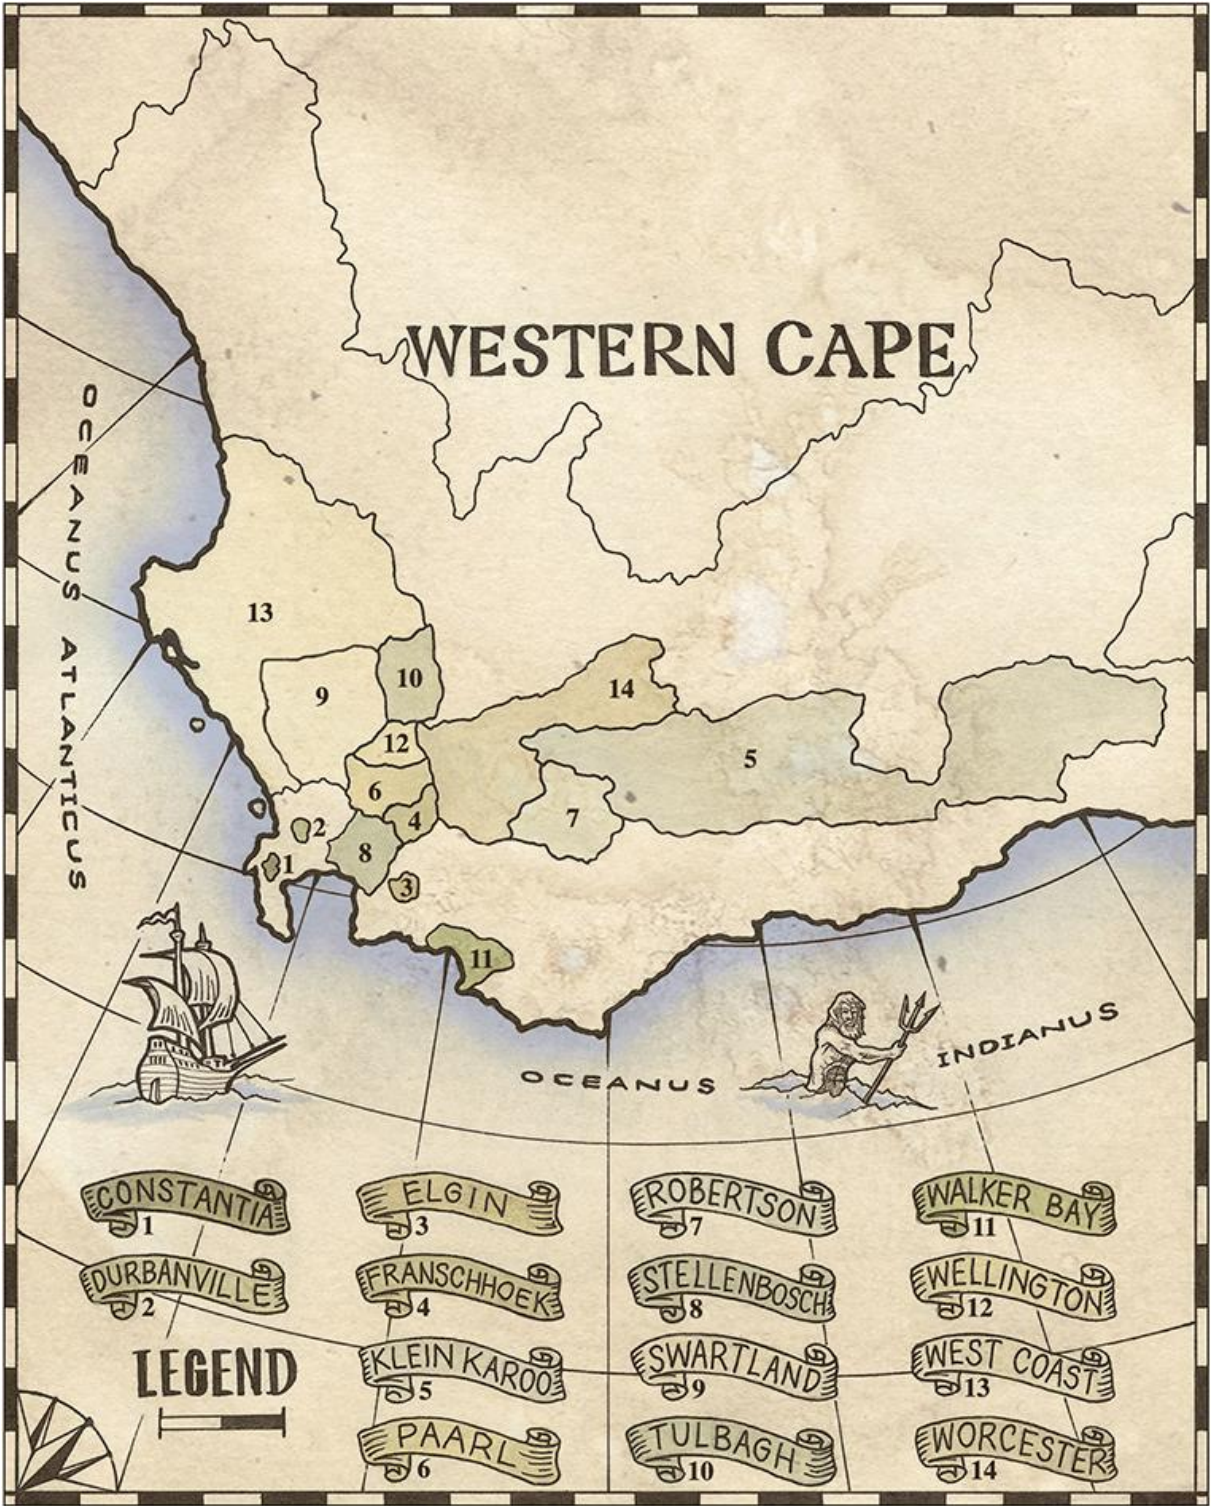 WESTERN CAPE
OCEANUS ATLANTICUS
13
10
9
14
12
5
6
7
4
2
8
1
3
11
OCEANUS INDIANUS
CONSTANTIA
1
ELGIN
3
ROBERTSON
7
WALKER BAY
11
DURBANVILLE
2
FRANSCHHOEK
4
STELLENBOSCH
8
WELLINGTON
12
LEGEND
KLEIN KAROO
5
SWARTLAND
9
WEST COAST
13
PAARL
6
TULBAGH
10
WORCESTER
14